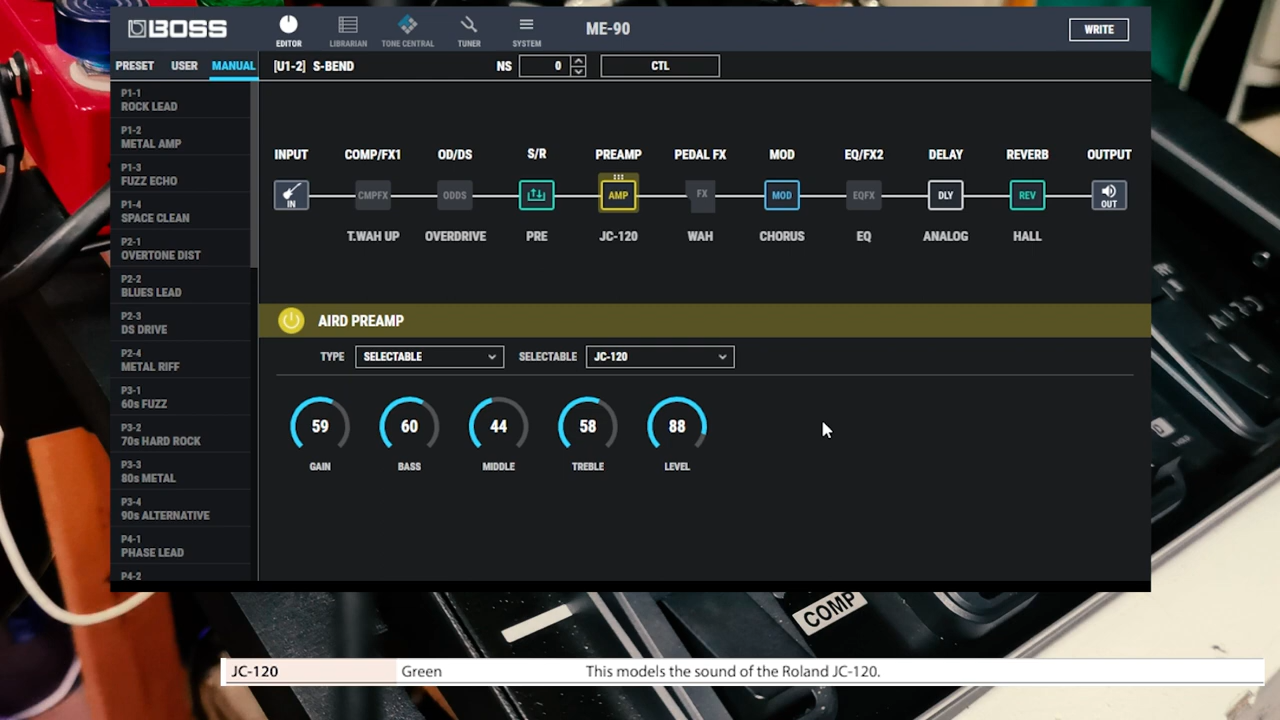 BOSS
EDITOR LIBRARIAN TONE CENTRAL TUNER SYSTEM
ME-90
WRITE
PRESET USER MANUAL
[U1-2] S-BEND
NS 0 CTL
P1-1
ROCK LEAD
P1-2
METAL AMP
P1-3
FUZZ ECHO
P1-4
SPACE CLEAN
P2-1
OVERTONE DIST
P2-2
BLUES LEAD
P2-3
DS DRIVE
P2-4
METAL RIFF
P3-1
60s FUZZ
P3-2
70s HARD ROCK
P3-3
80s METAL
P3-4
90s ALTERNATIVE
P4-1
PHASE LEAD
P4-2
INPUT COMP/FX1 OD/DS S/R PREAMP PEDAL FX MOD EQ/FX2 DELAY REVERB OUTPUT
IN CMPFX ODDS AMP FX MOD EQFX DLY REV OUT
T.WAH UP OVERDRIVE PRE JC-120 WAH CHORUS EQ ANALOG HALL
AIRD PREAMP
TYPE SELECTABLE SELECTABLE JC-120
59 60 44 58 88
GAIN BASS MIDDLE TREBLE LEVEL
COMP
JC-120 Green This models the sound of the Roland JC-120.